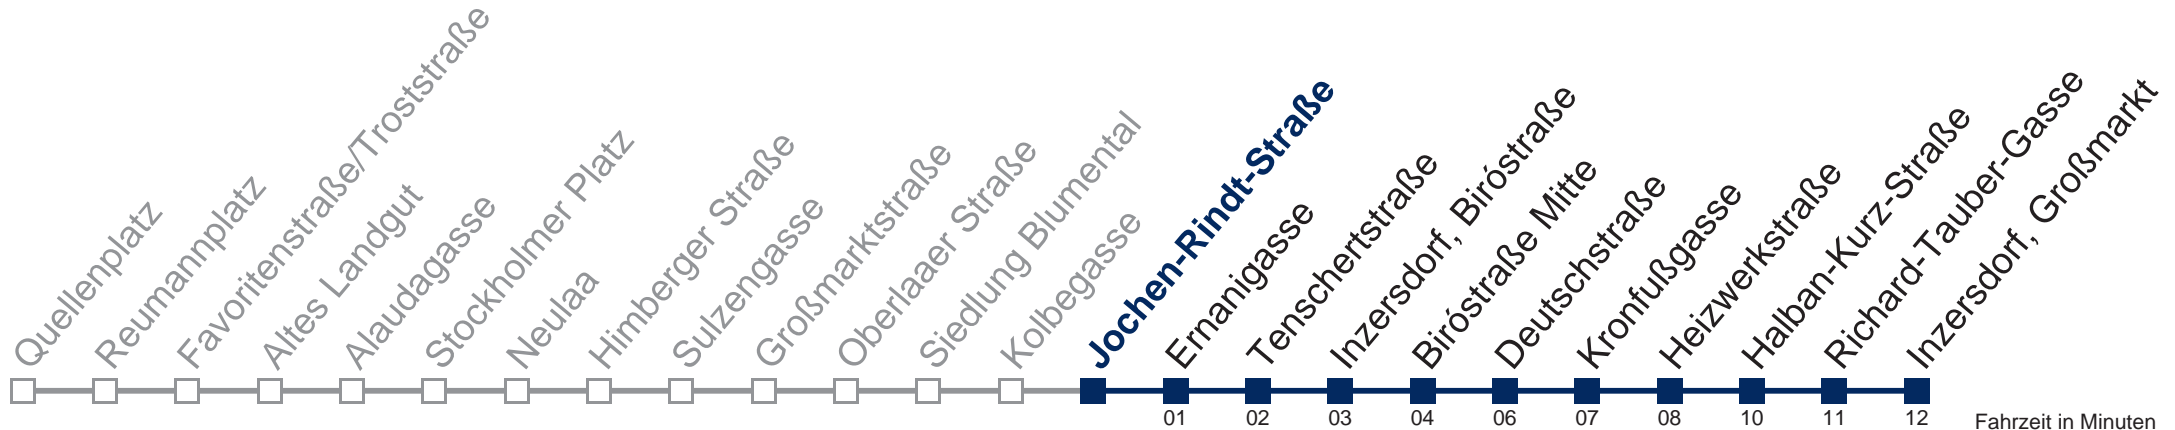 Quellenplatz
Reumannplatz
Favoritenstraße/Troststraße
Altes Landgut
Alaudagasse
Stockholmer Platz
Neulaa
Himberger Straße
Sulzengasse
Großmarktstraße
Oberlaaer Straße
Siedlung Blumental
Kolbegasse
Jochen-Rindt-Straße
Ernanigasse
Tenschertstraße
Inzersdorf, Biróstraße
Biróstraße Mitte
Deutschstraße
Kronfußgasse
Heizwerkstraße
Halban-Kurz-Straße
Richard-Tauber-Gasse
Inzersdorf, Großmarkt
01 02 03 04 06 07 08 10 11 12
Fahrzeit in Minuten